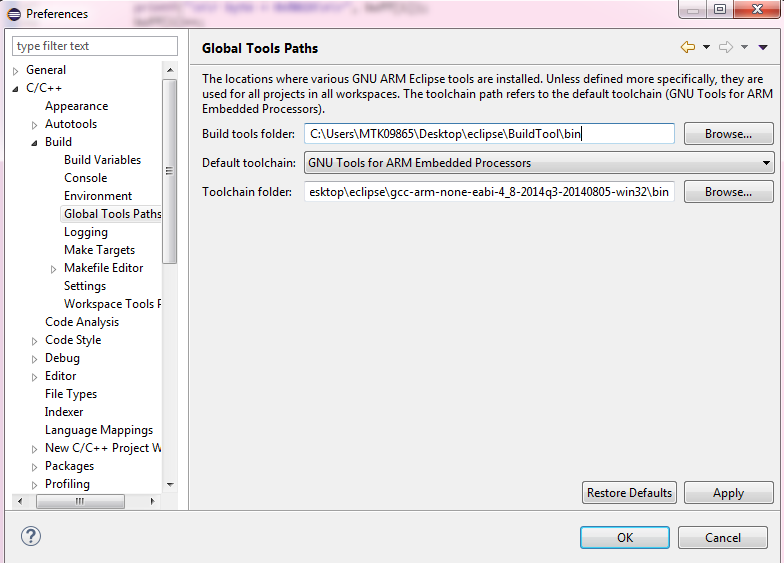 Preferences
type filter text
General
C/C++
Appearance
Autotools
Build
Build Variables
Console
Environment
Global Tools Paths
Logging
Make Targets
Makefile Editor
Settings
Workspace Tools P
Code Analysis
Code Style
Debug
Editor
File Types
Indexer
Language Mappings
New C/C++ Project W
Packages
Profiling
Global Tools Paths
The locations where various GNU ARM Eclipse tools are installed. Unless defined more specifically, they are
used for all projects in all workspaces. The toolchain path refers to the default toolchain (GNU Tools for ARM
Embedded Processors).
Build tools folder: C:\Users\MTK09865\Desktop\eclipse\BuildTool\bin Browse...
Default toolchain: GNU Tools for ARM Embedded Processors
Toolchain folder: esktop\eclipse\gcc-arm-none-eabi-4_8-2014q3-20140805-win32\bin Browse...
Restore Defaults Apply
? OK Cancel